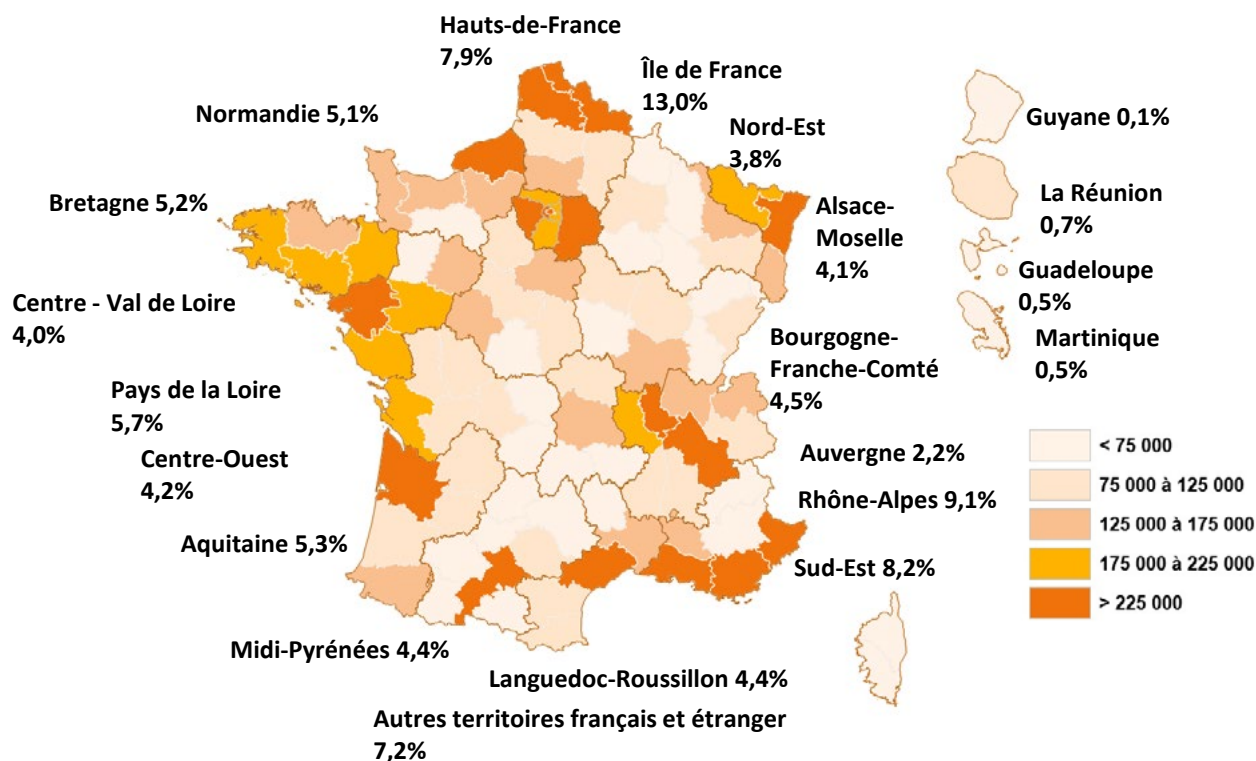 Hauts-de-France
7,9%
Île de France
13,0%
Normandie 5,1%
Nord-Est
3,8%
Guyane 0,1%
Bretagne 5,2%
La Réunion
0,7%
Alsace-
Moselle
4,1%
Guadeloupe
0,5%
Centre - Val de Loire
4,0%
Martinique
0,5%
Bourgogne-
Franche-Comté
4,5%
Pays de la Loire
5,7%
Centre-Ouest
4,2%
Auvergne 2,2%
Rhône-Alpes 9,1%
Aquitaine 5,3%
Sud-Est 8,2%
< 75 000
75 000 à 125 000
125 000 à 175 000
175 000 à 225 000
> 225 000
Midi-Pyrénées 4,4%
Languedoc-Roussillon 4,4%
Autres territoires français et étranger
7,2%